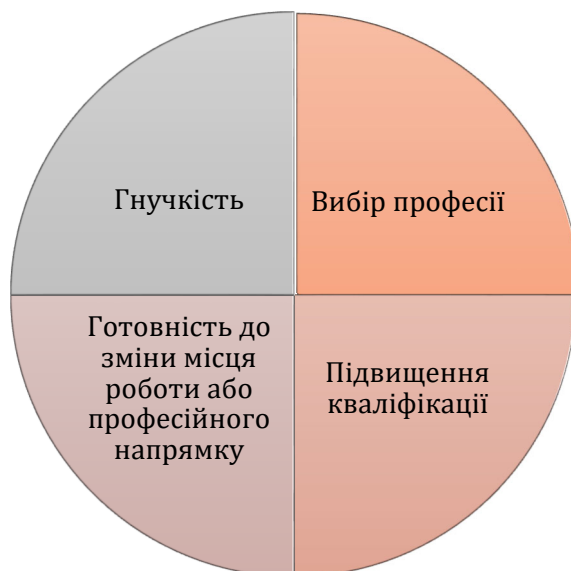 Гнучкість
Вибір професії
Готовність до
зміни місця
роботи або
професійного
напрямку
Підвищення
кваліфікації